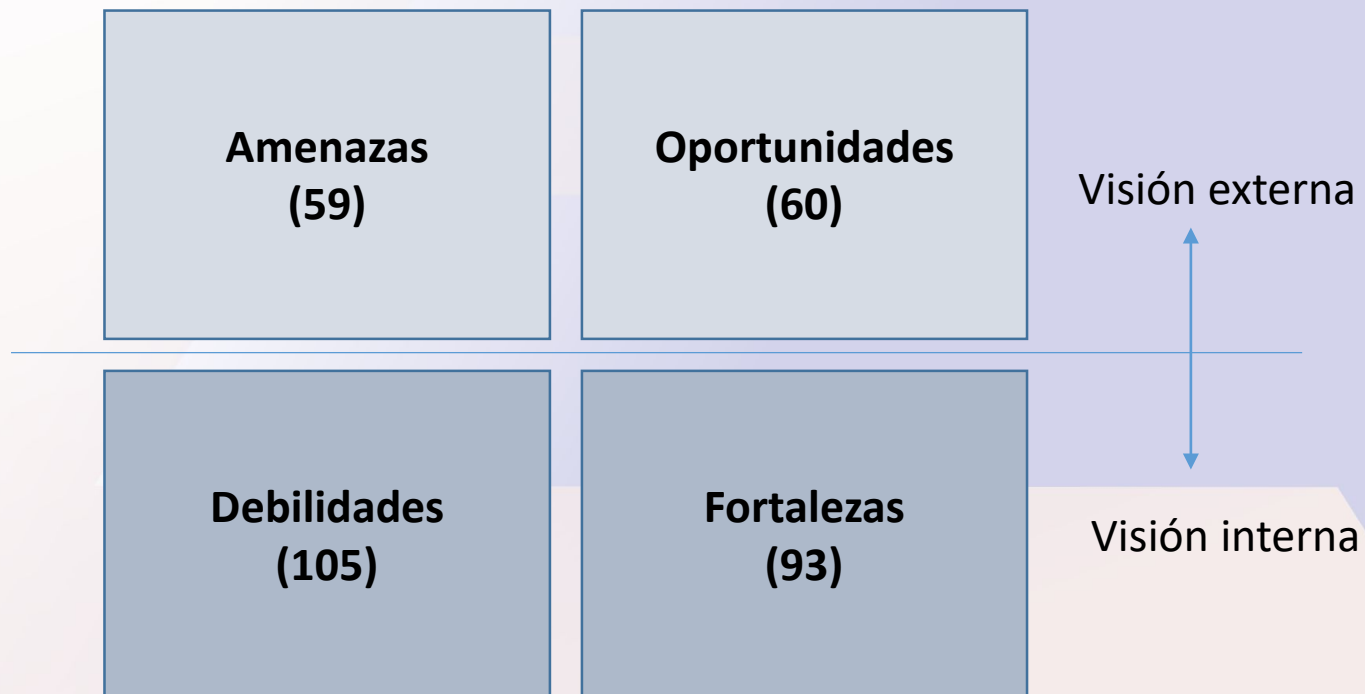 Amenazas
(59)
Oportunidades
(60)
Visión externa
Debilidades
(105)
Fortalezas
(93)
Visión interna